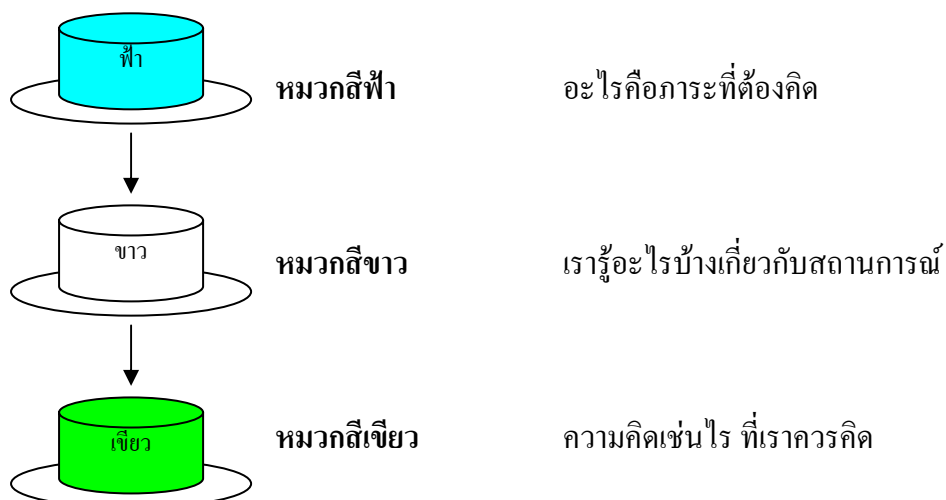 ฟ้า
หมวกสีฟ้า อะไรคือภาระที่ต้องคิด
ขาว
หมวกสีขาว เรารู้อะไรบ้างเกี่ยวกับสถานการณ์
เขียว
หมวกสีเขียว ความคิดเช่นไร ที่เราควรคิด